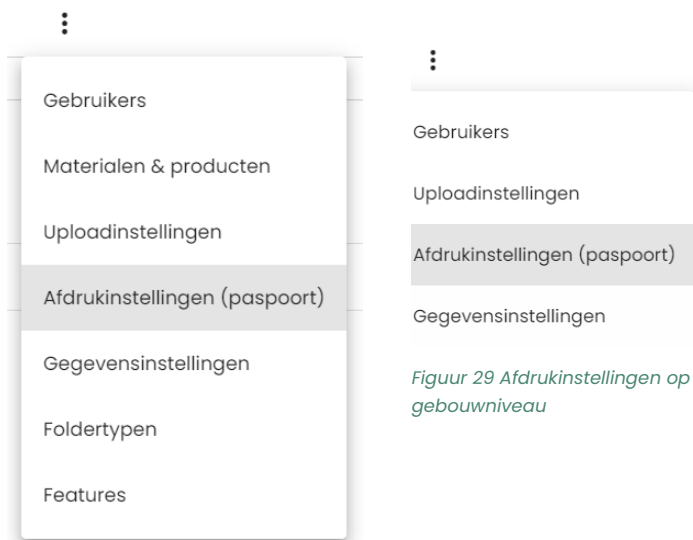 Gebruikers
Materialen & producten
Uploadinstellingen
Afdrukinstellingen (paspoort)
Gegevensinstellingen
Foldertypen
Features
Gebruikers
Uploadinstellingen
Afdrukinstellingen (paspoort)
Gegevensinstellingen
Figuur 29 Afdrukinstellingen op
gebouwniveau